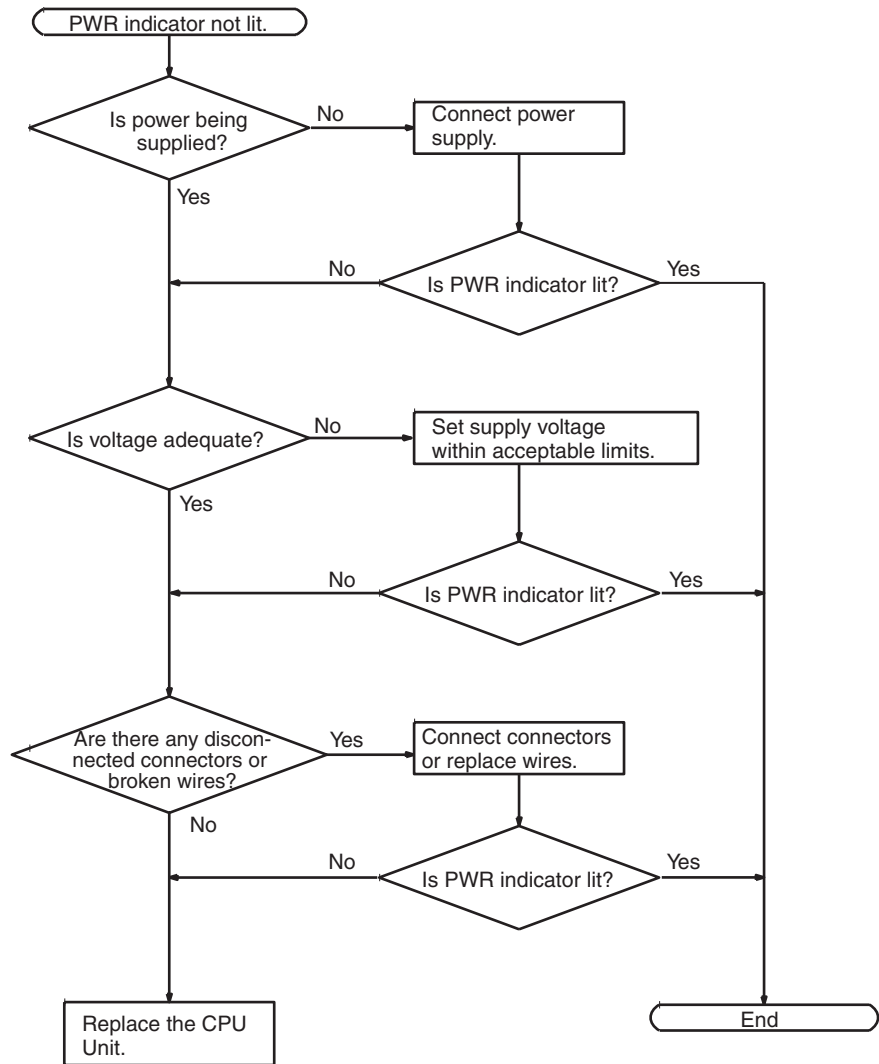 PWR indicator not lit.
Is power being
supplied?
No
Connect power
supply.
Yes
No
Is PWR indicator lit?
Yes
Is voltage adequate?
No
Set supply voltage
within acceptable limits.
Yes
No
Is PWR indicator lit?
Yes
Are there any discon-
nected connectors or
broken wires?
Yes
Connect connectors
or replace wires.
No
No
Is PWR indicator lit?
Yes
Replace the CPU
Unit.
End